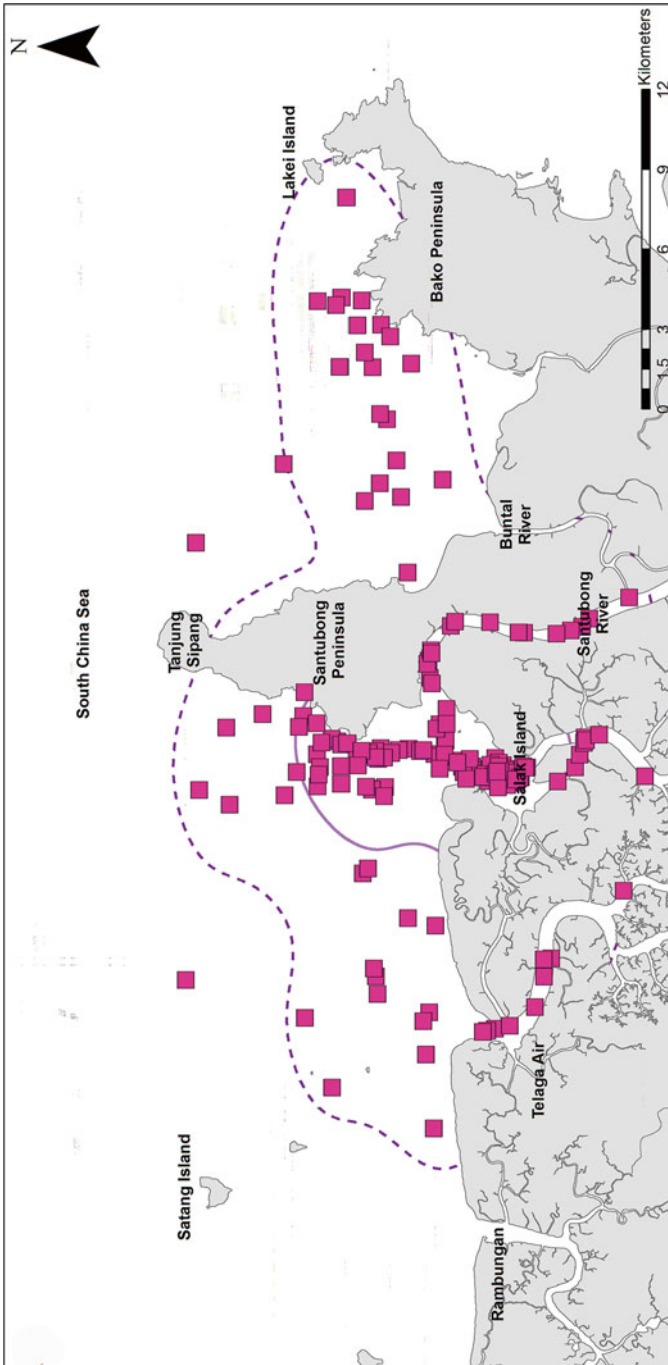 N
South China Sea
Satang Island
Tanjung
Sipang
Lakei Island
Santubong
Peninsula
Bako Peninsula
Rambungan
Telaga Air
Salak Island
Santubong
River
Buntal
River
Kilometers
0 1.5 3 6 9 12